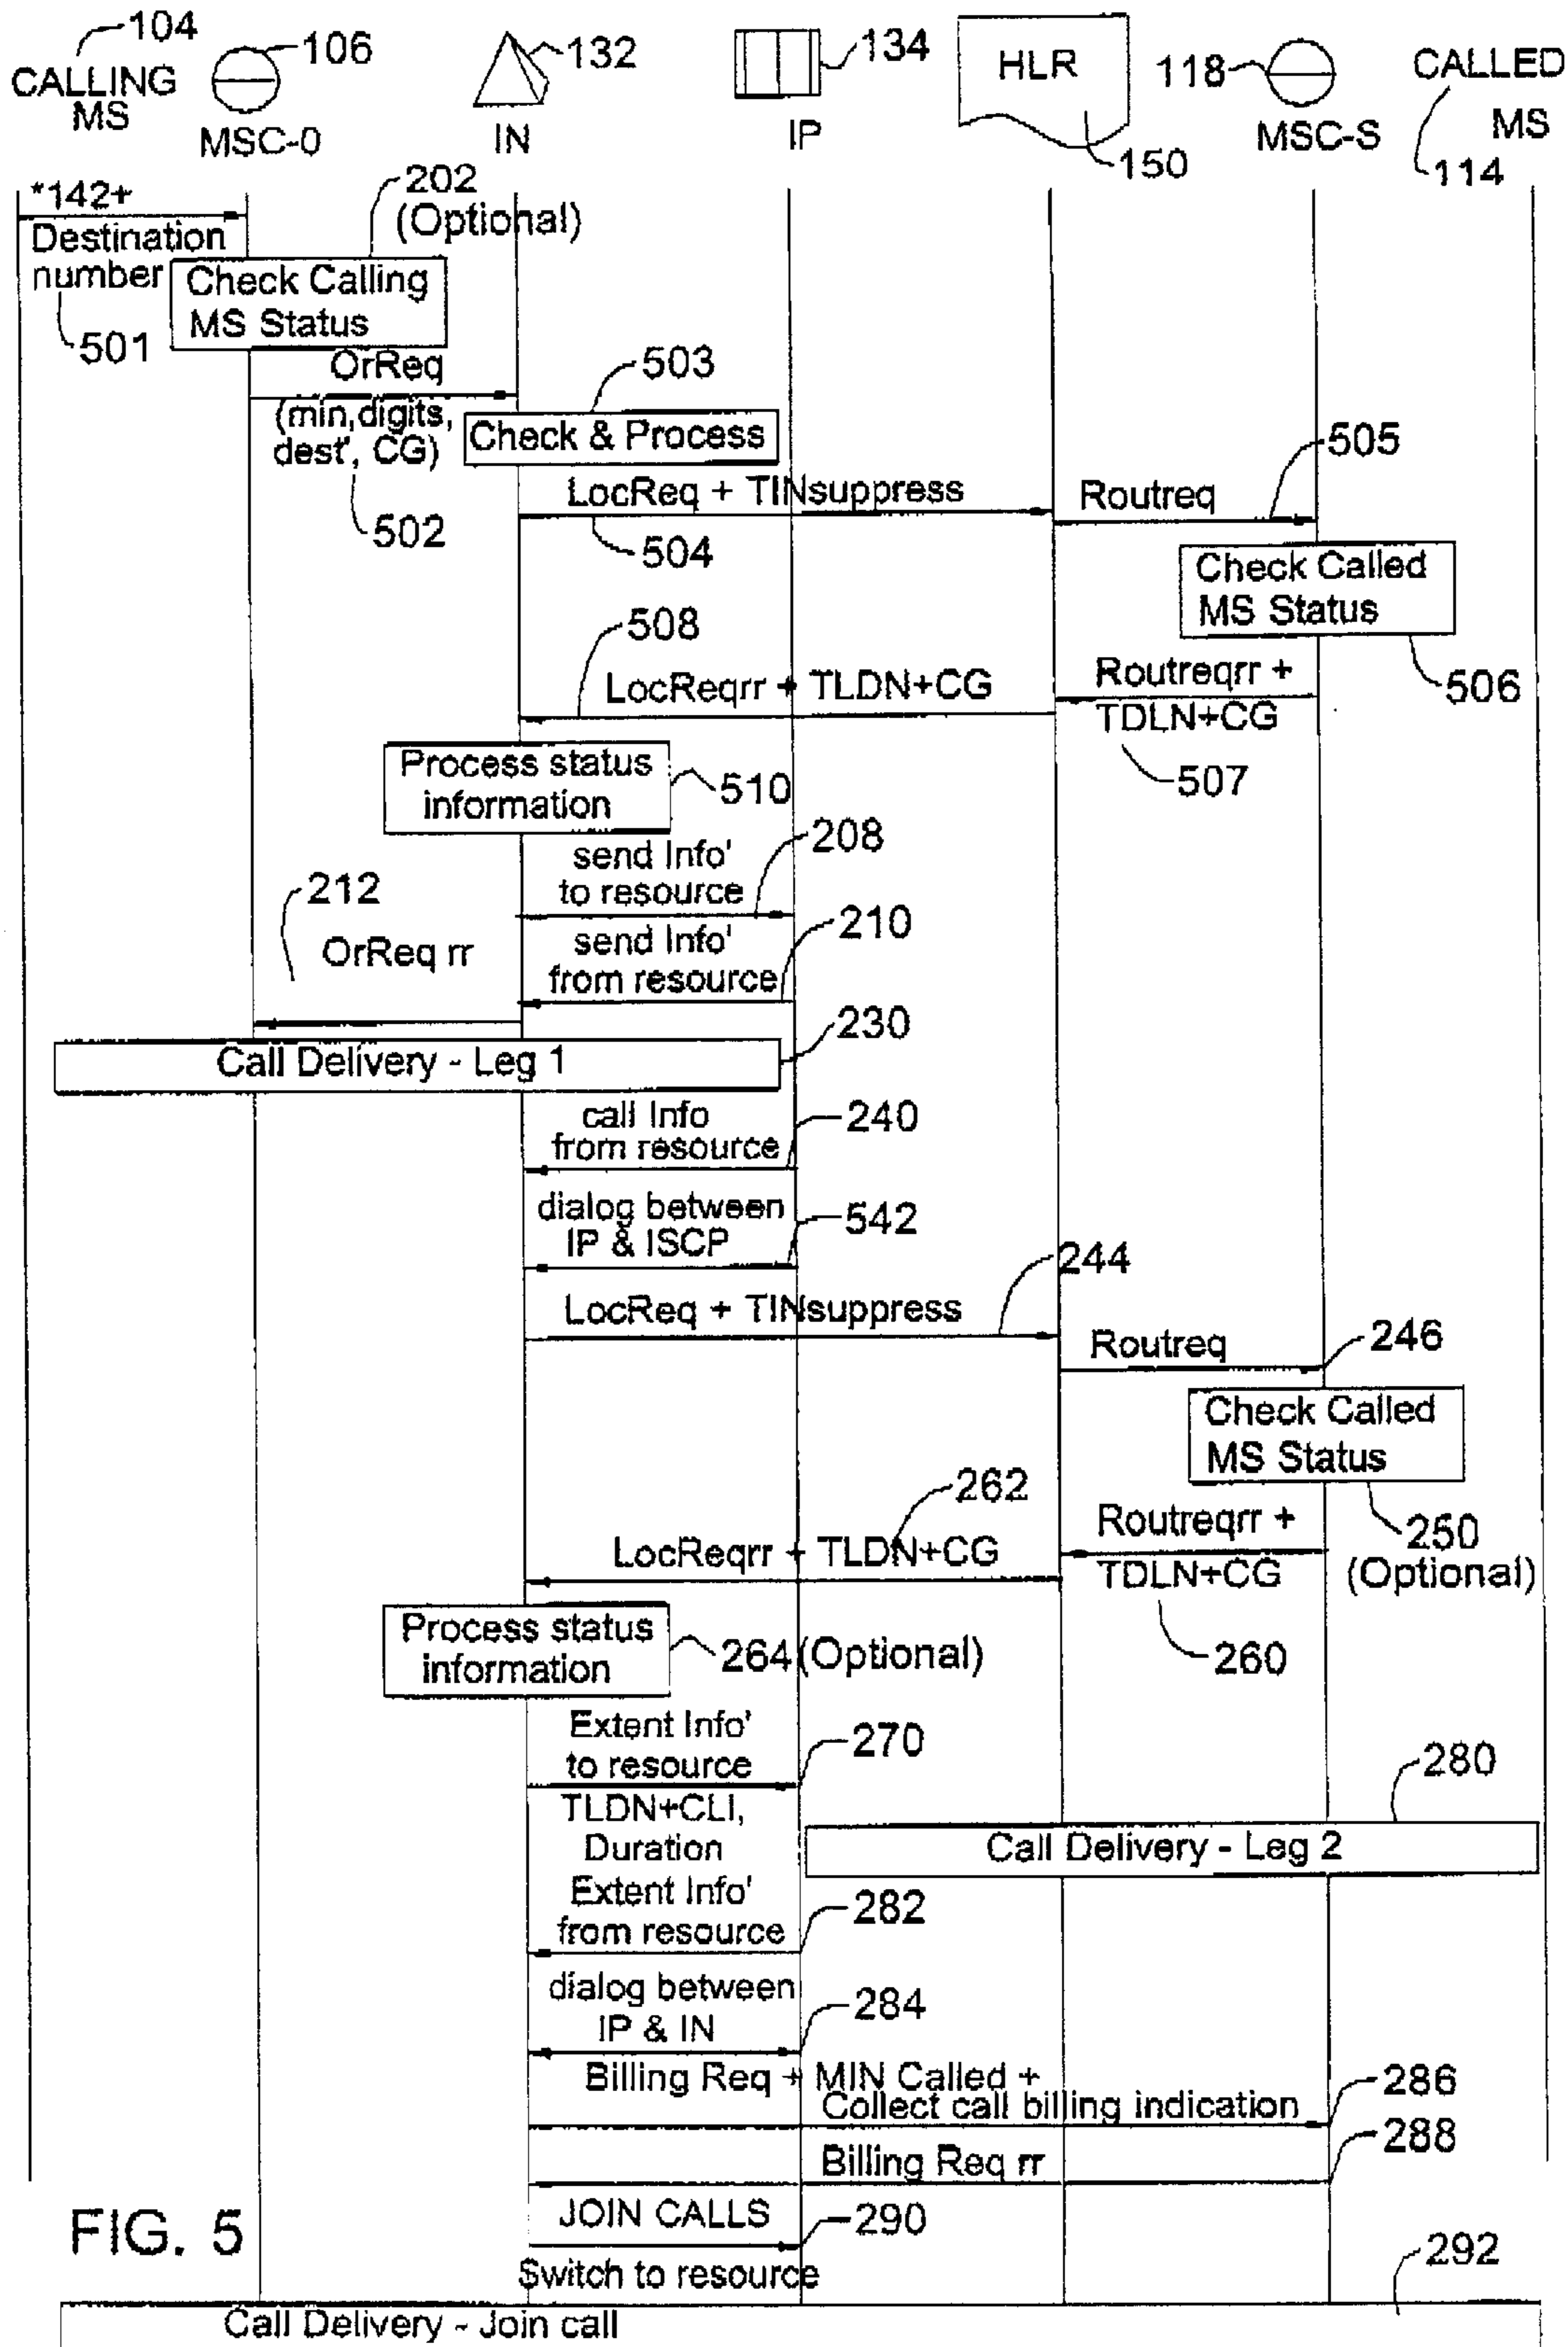 104
106
132
134
HLR
118
CALLED
MS
CALLING
MS
MSC-0
IN
IP
150
MSC-S
114
*142+
Destination
number
501
202
(Optional)
Check Calling
MS Status
OrReq
(min,digits,
dest', CG)
502
503
Check & Process
LocReq + TINsuppress
504
Routreq
505
Check Called
MS Status
506
508
LocReqrr + TLDN+CG
Routreqrr +
TDLN+CG
507
Process status
information
510
send Info'
to resource
208
212
OrReq rr
send Info'
from resource
210
230
Call Delivery - Leg 1
call Info
from resource
240
dialog between
IP & ISCP
542
244
LocReq + TINsuppress
Routreq
246
Check Called
MS Status
250
(Optional)
262
LocReqrr + TLDN+CG
Routreqrr +
TDLN+CG
260
Process status
information
264 (Optional)
Extent Info'
to resource
270
TLDN+CLI,
Duration
280
Call Delivery - Leg 2
Extent Info'
from resource
282
dialog between
IP & IN
284
Billing Req + MIN Called +
Collect call billing indication
286
288
Billing Req rr
JOIN CALLS
290
Switch to resource
FIG. 5
292
Call Delivery - Join call